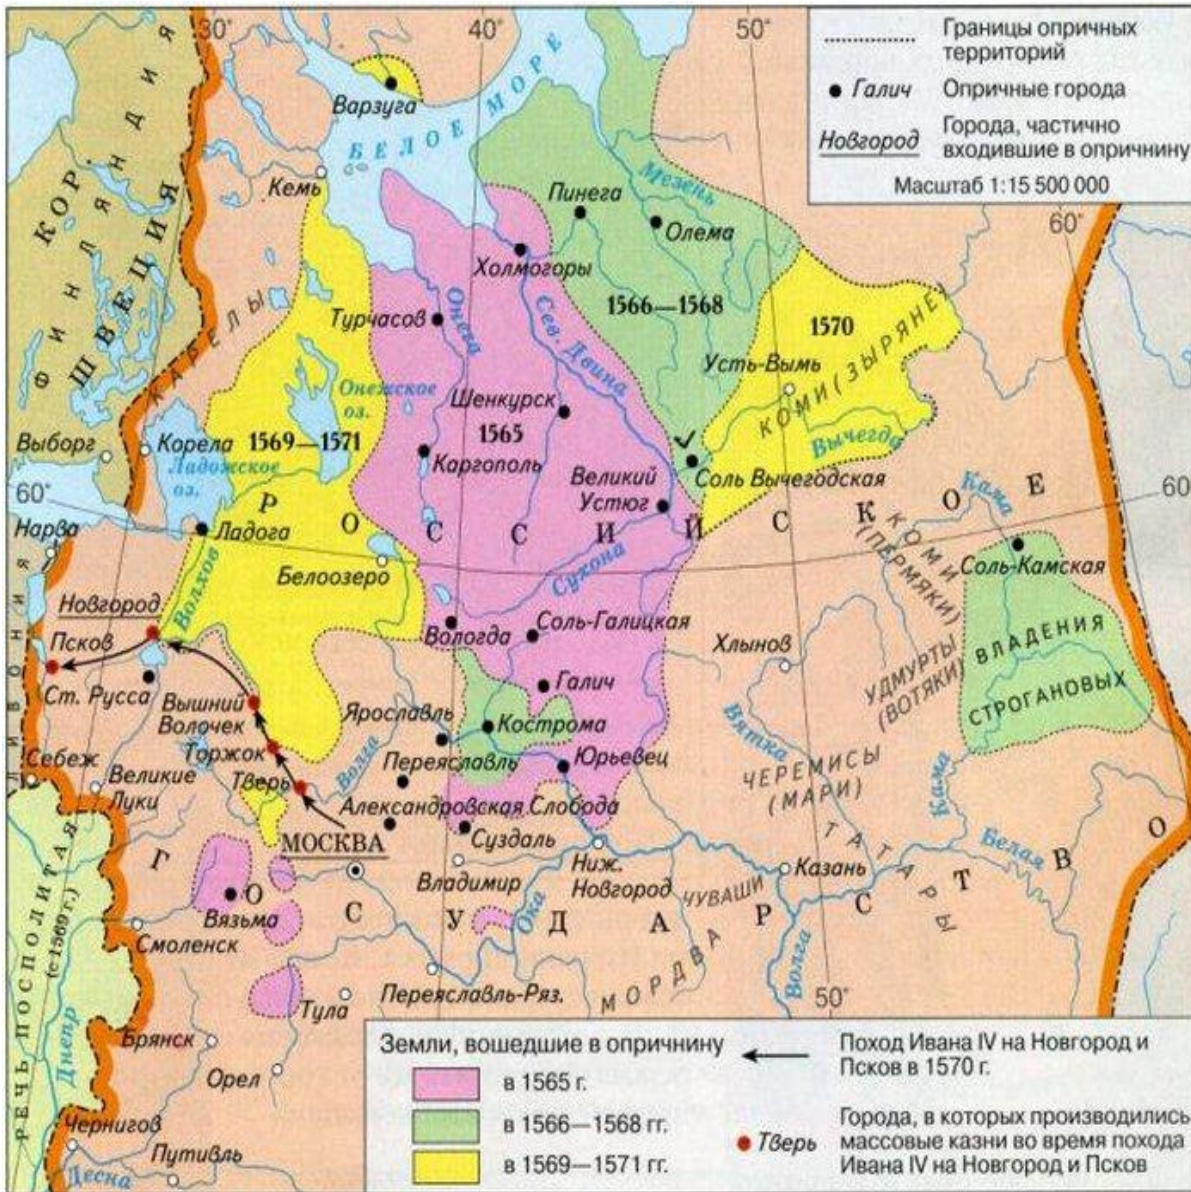 30°
40°
50°
Границы опричных
территорий
Галич
Опричные города
Новгород
Города, частично
входившие в опричнину
Масштаб 1:15 500 000
Варзуга
БЕЛОЕ МОРЕ
КОР.
ФИНЛЯНДИЯ
ШВЕЦИЯ
Кемь
Пинега
Мезень
Олема
60°
Холмогоры
КАРЕЛЫ
Турчасов
Онега
Сев. Двина
1566—1568
1570
Усть-Вымь
КОМИ (ЗЫРЯНЕ)
Онежское
оз.
Шенкурск
1565
Выборг
Корела
1569—1571
Каргополь
Вычегда
Ладожское
оз.
Великий
Устюг
Соль Вычегодская
60°
60°
Кама
РОССИЙСКОЕ
Нарва
Ладога
Волхов
Белоозеро
Сухона
КОМИ
(ПЕРМЯКИ)
Соль-Камская
ЛИВОНИЯ
Новгород
Псков
Вологда
Соль-Галицкая
Хлынов
УДМУРТЫ
(ВОТЯКИ)
ВЛАДЕНИЯ
СТРОГАНОВЫХ
Ст. Русса
Вышний
Волочек
Ярославль
Галич
Кострома
Вятка
Торжок
Волга
Переяславль
Юрьевец
Себеж
Великие
Луки
Тверь
ЧЕРЕМИСЫ
(МАРИ)
Кама
Александровская Слобода
Суздаль
ТАТАРЫ
Белая
МОСКВА
Владимир
Ниж.
Новгород
Казань
ГОСУДАРСТВО
Вязьма
ЧУВАШИ
Ока
Смоленск
МОРДВА
Волга
РЕЧЬ ПОСПОЛИТАЯ
(с 1569 г.)
Днепр
Тула
Переяславль-Ряз.
50°
Брянск
Орел
Чернигов
Путивль
Десна
Земли, вошедшие в опричнину
в 1565 г.
в 1566—1568 гг.
в 1569—1571 гг.
Поход Ивана IV на Новгород и
Псков в 1570 г.
Тверь
Города, в которых производились
массовые казни во время похода
Ивана IV на Новгород и Псков